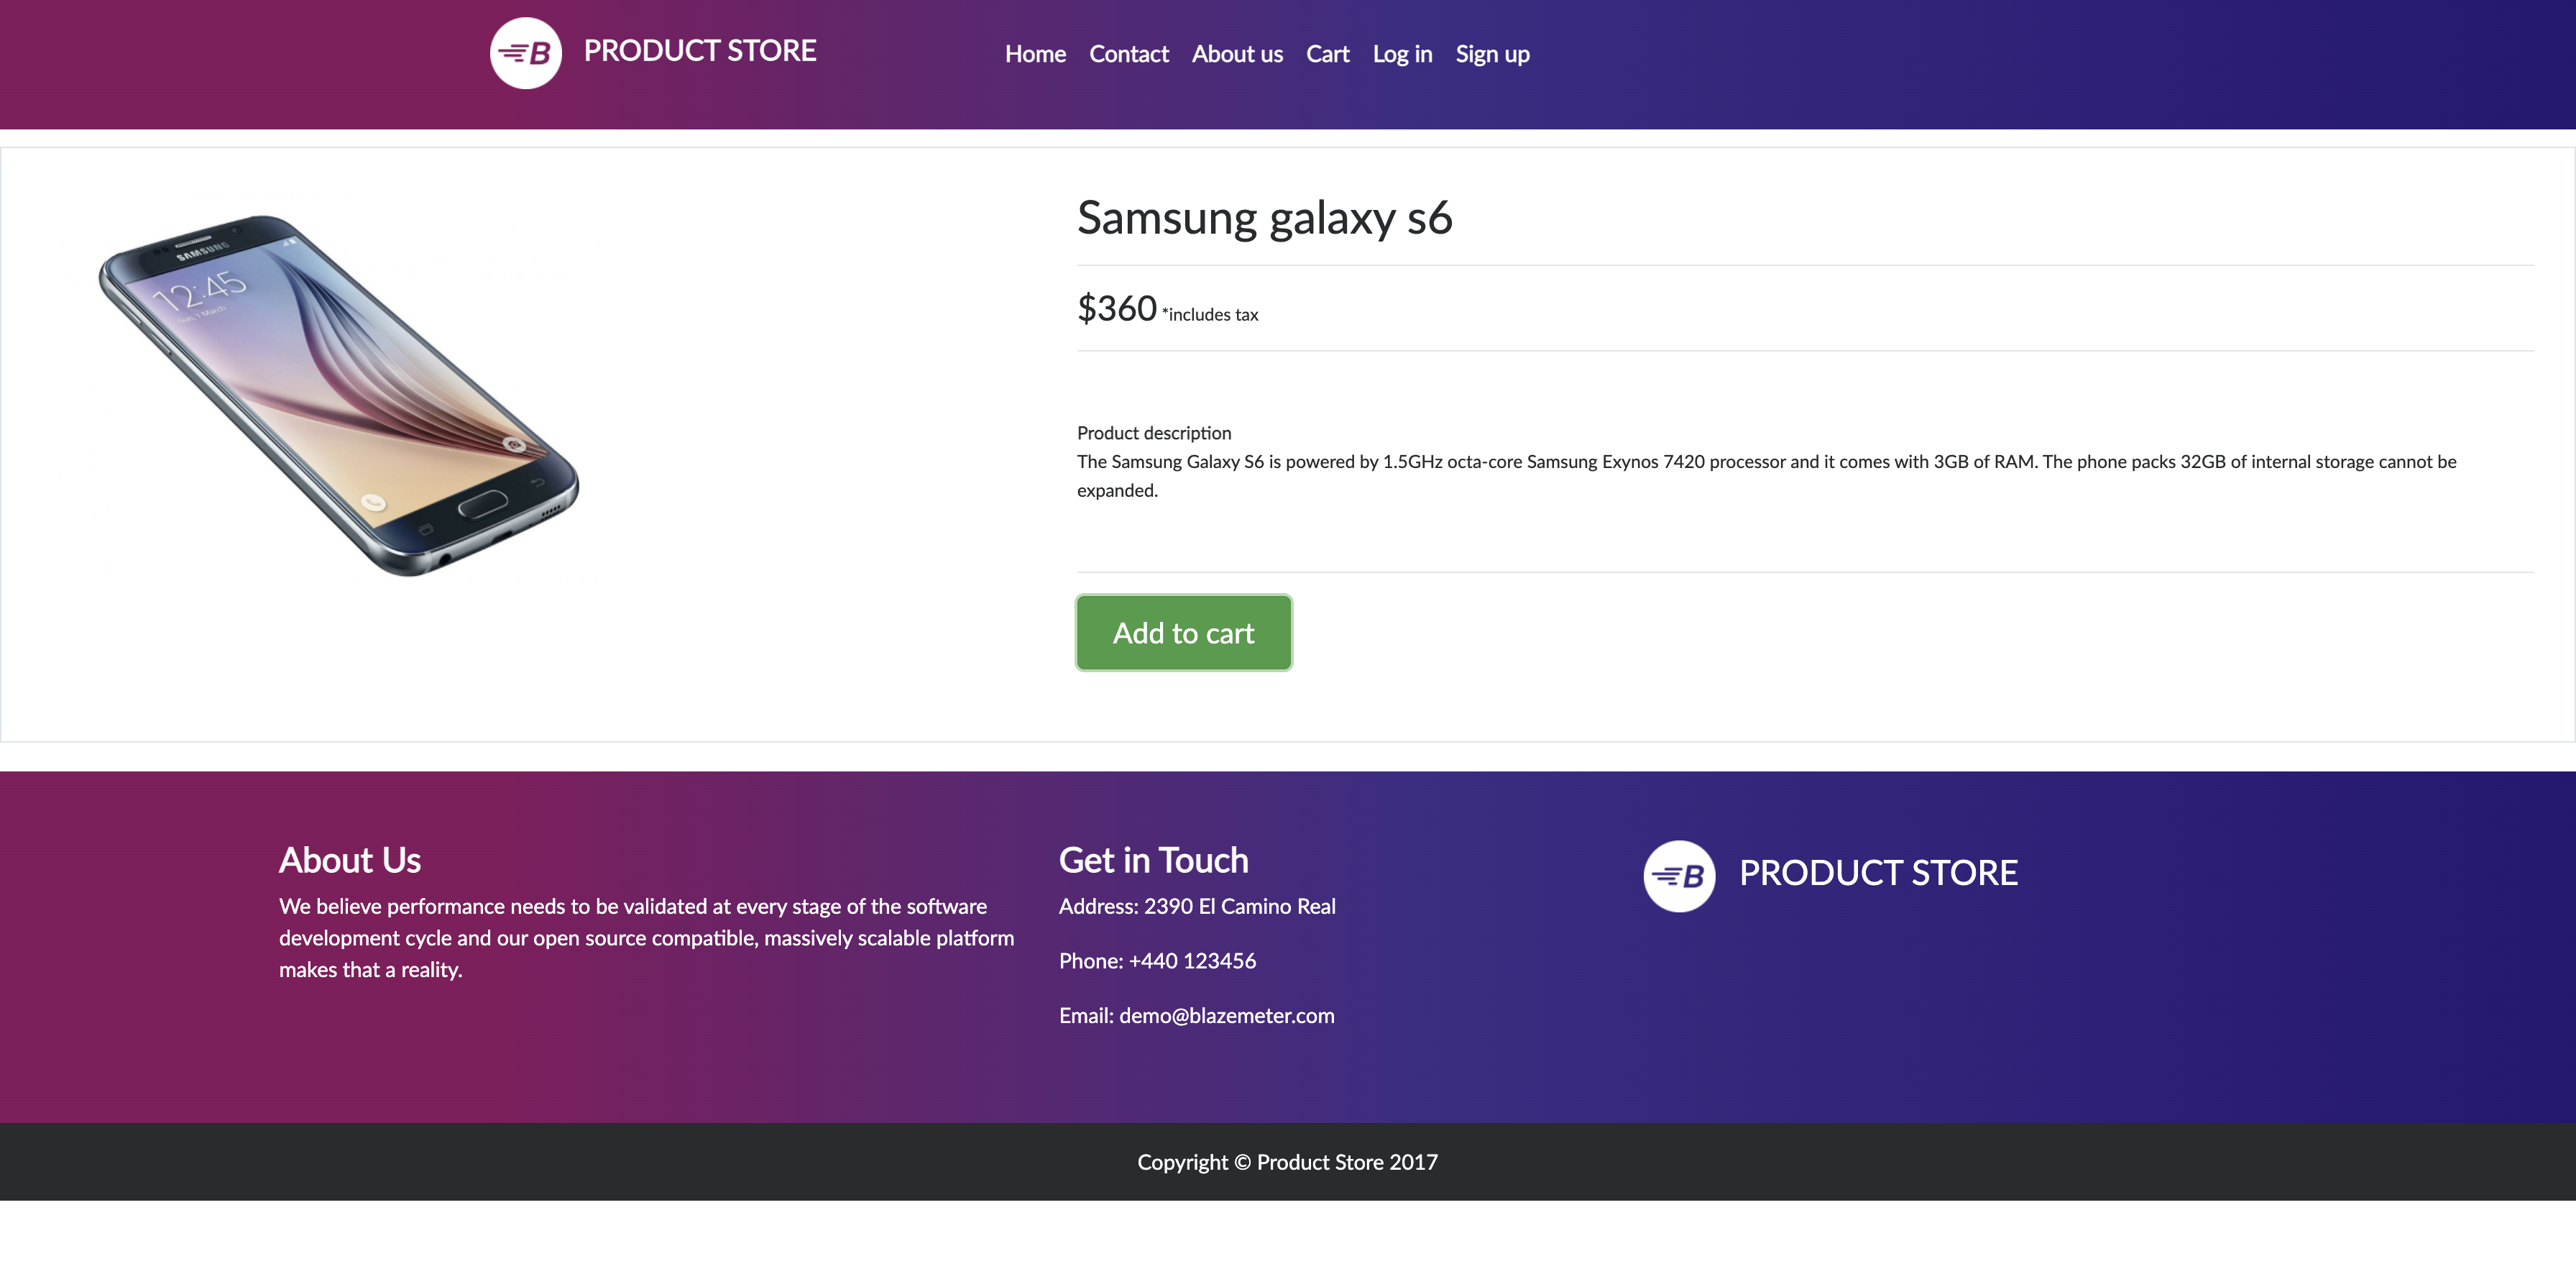 B PRODUCT STORE Home Contact About us Cart Log in Sign up
SAMSUNG
12:45
Sun, 1 March
Samsung galaxy s6
$360 *includes tax
Product description
The Samsung Galaxy S6 is powered by 1.5GHz octa-core Samsung Exynos 7420 processor and it comes with 3GB of RAM. The phone packs 32GB of internal storage cannot be
expanded.
Add to cart
About Us
We believe performance needs to be validated at every stage of the software
development cycle and our open source compatible, massively scalable platform
makes that a reality.
Get in Touch
Address: 2390 El Camino Real
Phone: +440 123456
Email: demo@blazemeter.com
B PRODUCT STORE
Copyright © Product Store 2017